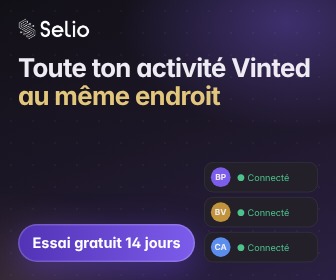 Selio
Toute ton activité Vinted
au même endroit
BP Connecté
BV Connecté
CA Connecté
Essai gratuit 14 jours